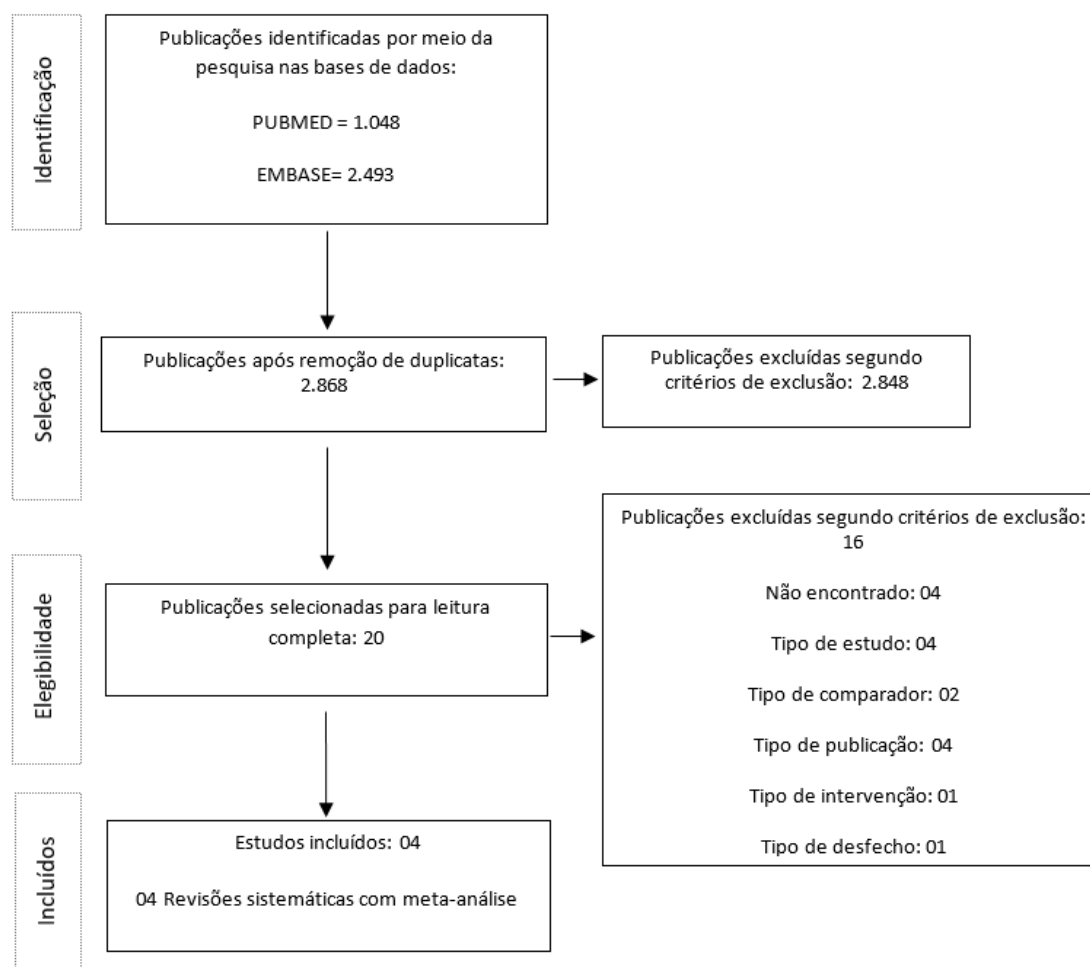 Identificação
Publicações identificadas por meio da
pesquisa nas bases de dados:
PUBMED = 1.048
EMBASE= 2.493
Seleção
Publicações após remoção de duplicatas:
2.868
Publicações excluídas segundo
critérios de exclusão: 2.848
Elegibilidade
Publicações selecionadas para leitura
completa: 20
Publicações excluídas segundo critérios de exclusão:
16
Não encontrado: 04
Tipo de estudo: 04
Tipo de comparador: 02
Tipo de publicação: 04
Tipo de intervenção: 01
Tipo de desfecho: 01
Incluídos
Estudos incluídos: 04
04 Revisões sistemáticas com meta-análise